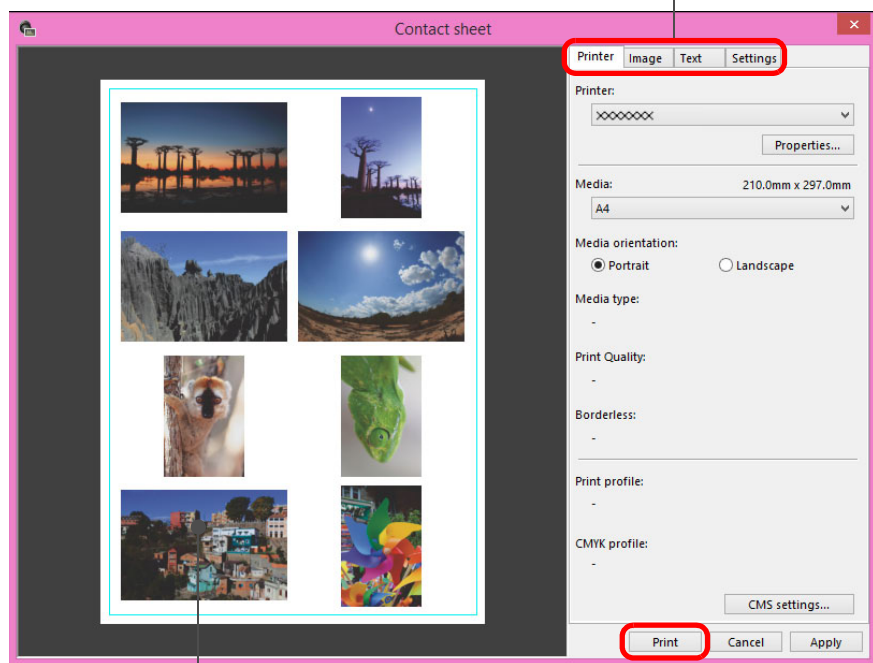 Contact sheet
Printer Image Text Settings
Printer:
XXXXXXX
Properties...
Media: 210.0mm x 297.0mm
A4
Media orientation:
Portrait Landscape
Media type:
-
Print Quality:
-
Borderless:
-
Print profile:
-
CMYK profile:
-
CMS settings...
Print Cancel Apply